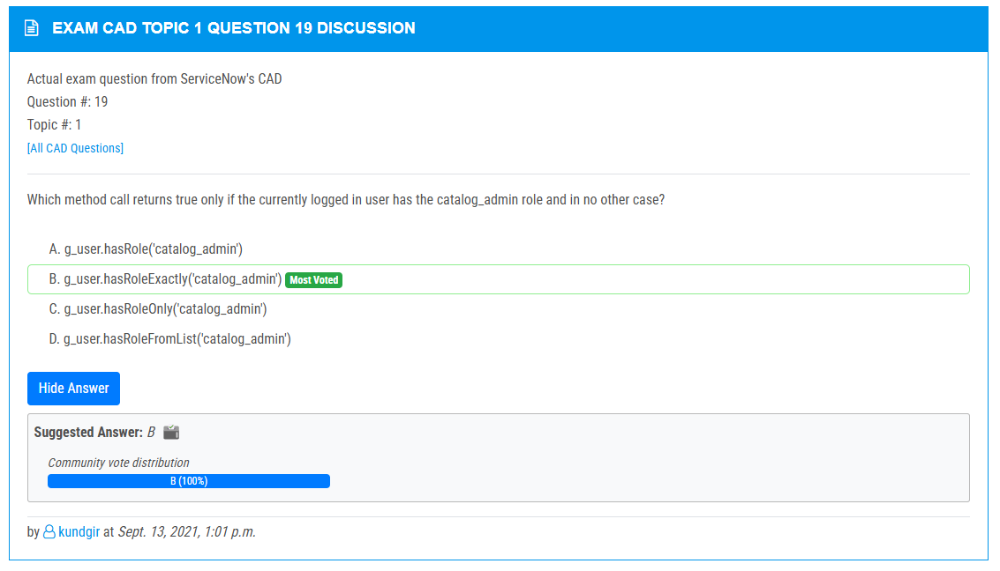 EXAM CAD TOPIC 1 QUESTION 19 DISCUSSION
Actual exam question from ServiceNow's CAD
Question #: 19
Topic #: 1
[All CAD Questions]
Which method call returns true only if the currently logged in user has the catalog_admin role and in no other case?
A. g_user.hasRole('catalog_admin')
B. g_user.hasRoleExactly('catalog_admin') Most Voted
C. g_user.hasRoleOnly('catalog_admin')
D. g_user.hasRoleFromList('catalog_admin')
Hide Answer
Suggested Answer: B
Community vote distribution
B (100%)
by kundgir at Sept. 13, 2021, 1:01 p.m.